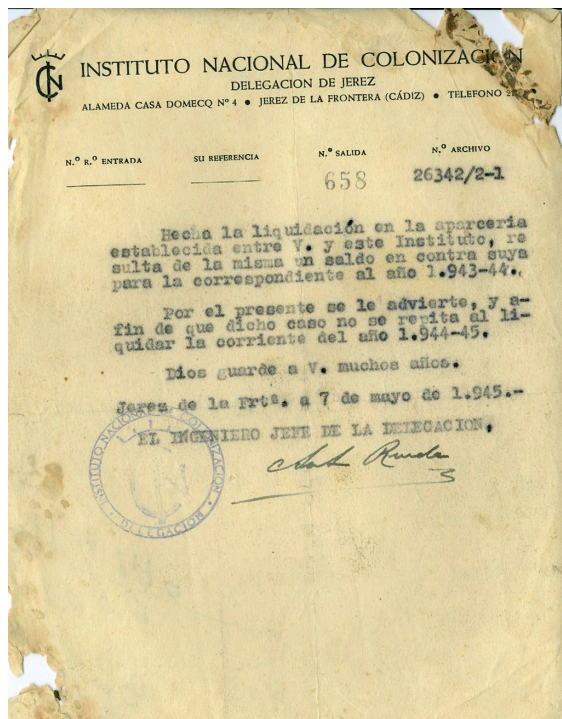 INSTITUTO NACIONAL DE COLONIZACION
DELEGACION DE JEREZ
ALAMEDA CASA DOMECQ Nº 4 ● JEREZ DE LA FRONTERA (CÁDIZ) ● TELEFONO
N.º R.º ENTRADA
SU REFERENCIA
N.º SALIDA
N.º ARCHIVO
658
26342/2-1
Hecha la liquidación en la aparceria
establecida entre V. y este Instituto, re
sulta de la misma un saldo en contra suya
para la correspondiente al año 1.943-44.,
Por el presente se le advierte, y a-
fin de que dicho caso no se repita al li-
quidar la corriente del año 1.944-45.
Dios guarde a V. muchos años.
Jerez de la Frtª. a 7 de mayo de 1.945.-
EL INGENIERO JEFE DE LA DELEGACION,
Rueda
INSTITUTO NACIONAL DE COLONIZACION
DELEGACION